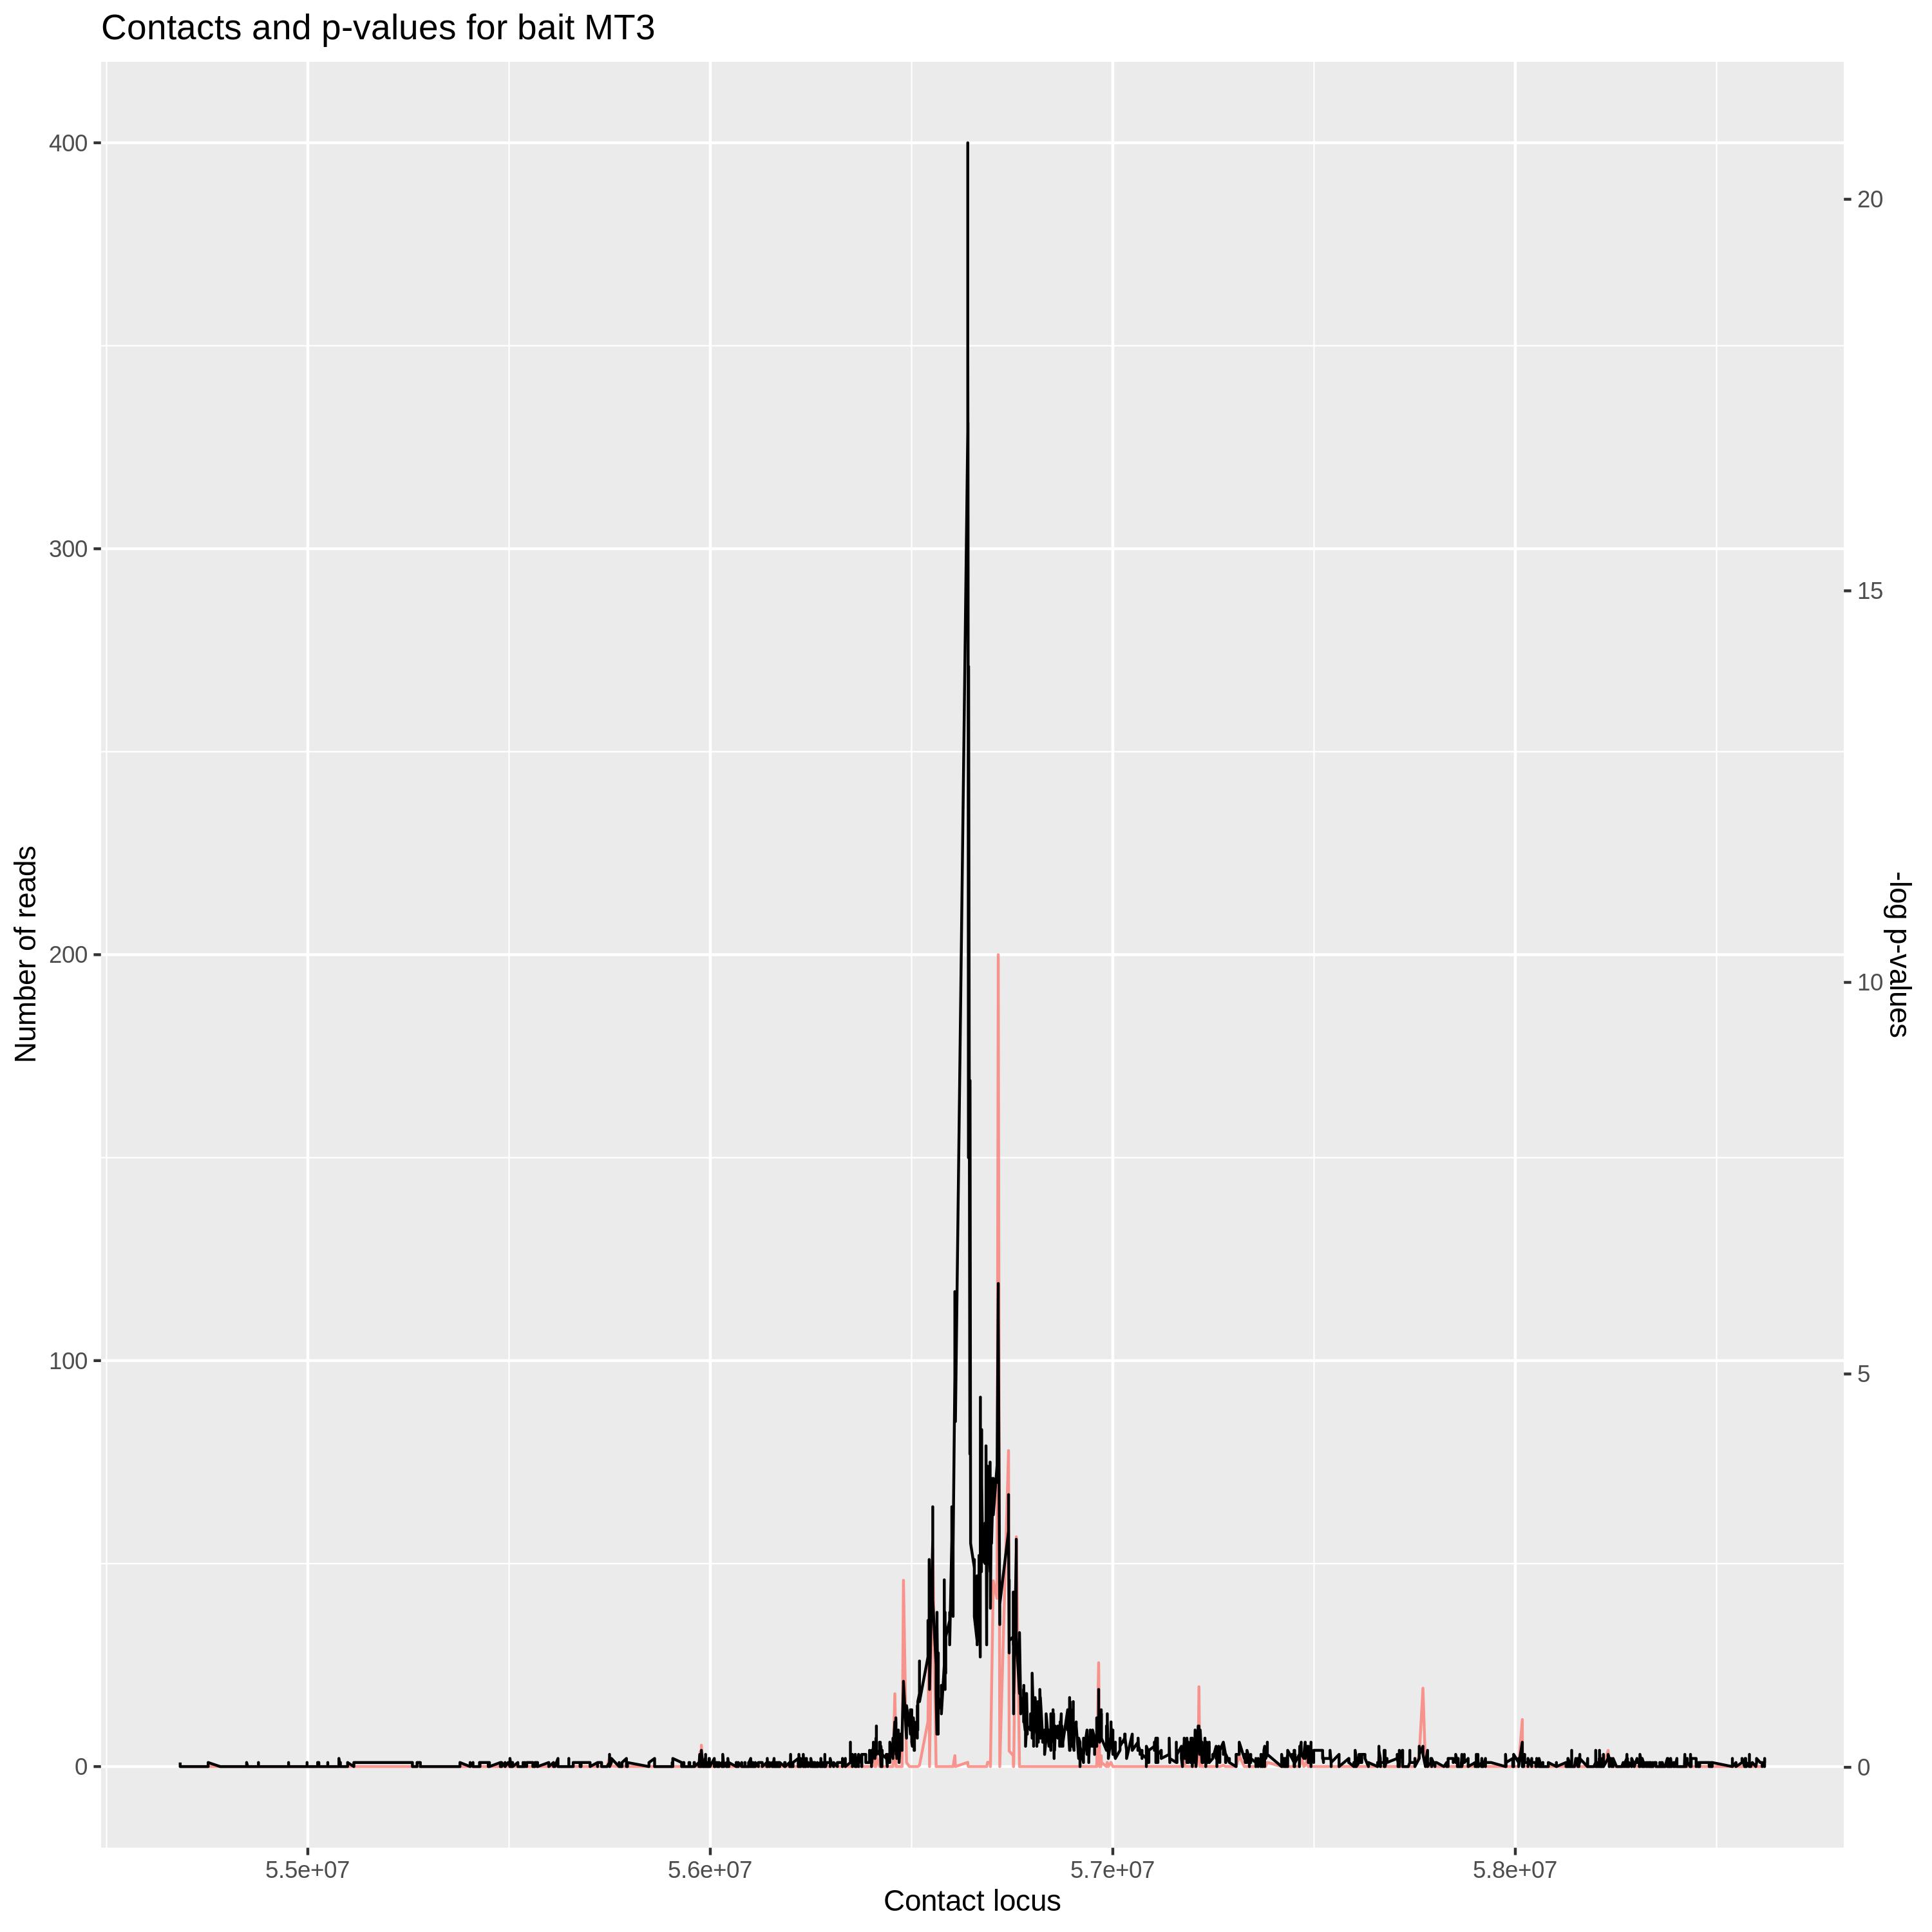 Contacts and p-values for bait MT3
400
300
200
100
0
Number of reads
20
15
10
5
0
-log p-values
5.5e+07
5.6e+07
5.7e+07
5.8e+07
Contact locus